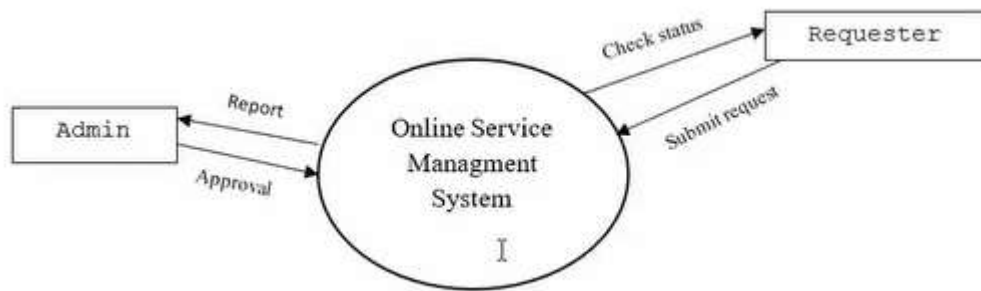 Check status
Requester
Submit request
Report
Admin
Approval
Online Service
Managment
System